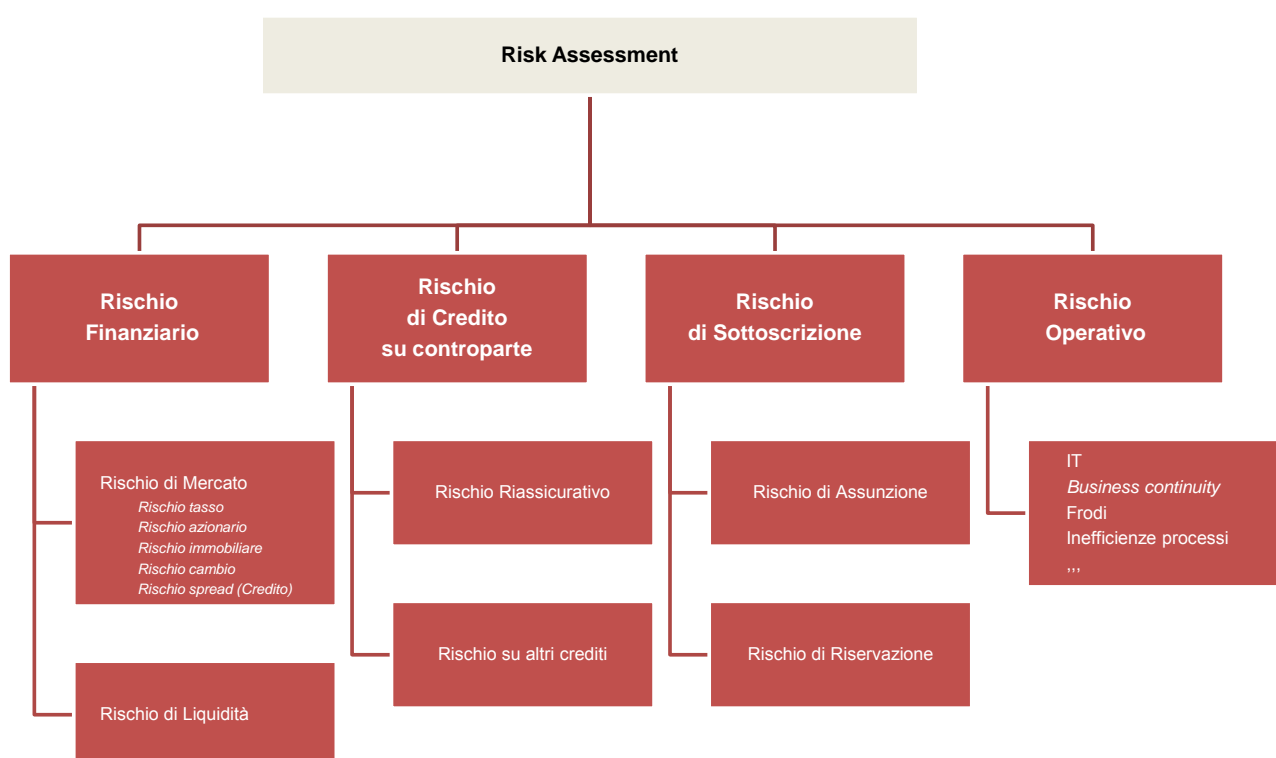 Risk Assessment
Rischio
Finanziario
Rischio
di Credito
su controparte
Rischio
di Sottoscrizione
Rischio
Operativo
Rischio di Mercato
Rischio tasso
Rischio azionario
Rischio immobiliare
Rischio cambio
Rischio spread (Credito)
Rischio di Liquidità
Rischio Riassicurativo
Rischio su altri crediti
Rischio di Assunzione
Rischio di Riservazione
IT
Business continuity
Frodi
Inefficienze processi
,,,